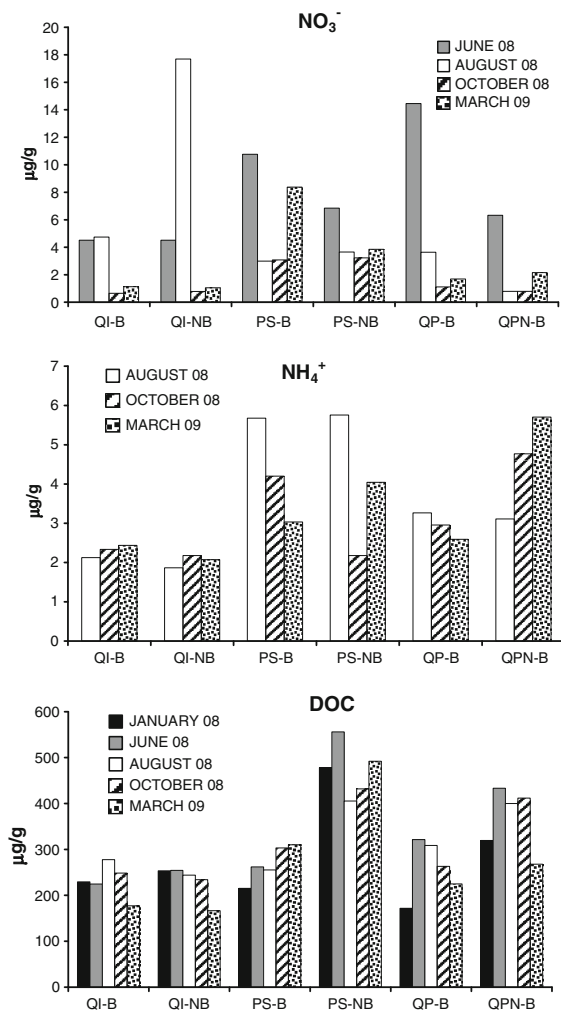 NO₃⁻
JUNE 08
AUGUST 08
OCTOBER 08
MARCH 09
µg/g
20
18
16
14
12
10
8
6
4
2
0
QI-B QI-NB PS-B PS-NB QP-B QPN-B
NH₄⁺
AUGUST 08
OCTOBER 08
MARCH 09
µg/g
7
6
5
4
3
2
1
0
QI-B QI-NB PS-B PS-NB QP-B QPN-B
DOC
JANUARY 08
JUNE 08
AUGUST 08
OCTOBER 08
MARCH 09
µg/g
600
500
400
300
200
100
0
QI-B QI-NB PS-B PS-NB QP-B QPN-B